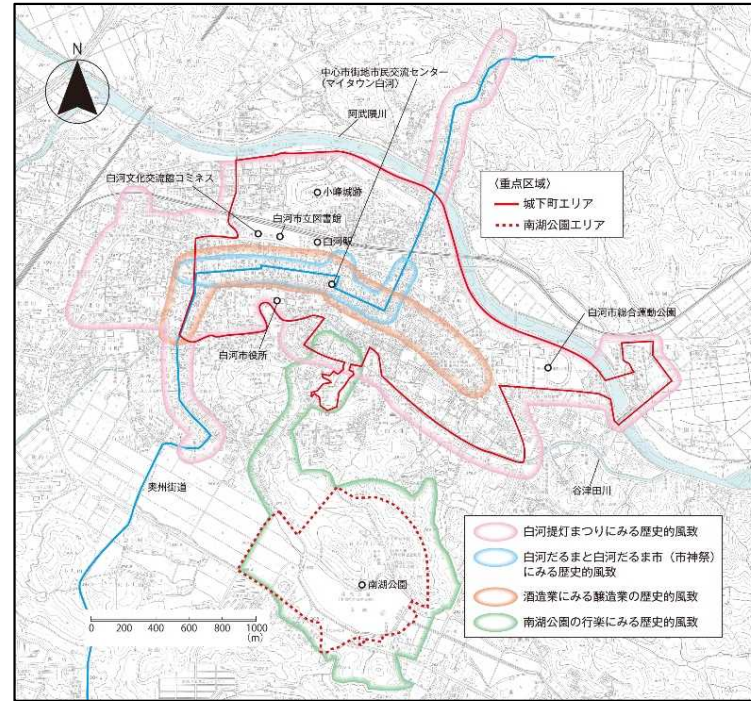 N
中心市街地市民交流センター
(マイタウン白河)
阿武隈川
白河文化交流館コミネス
小峰城跡
白河市立図書館
白河駅
〈重点区域〉
城下町エリア
南湖公園エリア
白河市総合運動公園
白河市役所
奥州街道
谷津田川
白河提灯まつりにみる歴史的風致
白河だるまと白河だるま市(市神祭)
にみる歴史的風致
酒造業にみる醸造業の歴史的風致
南湖公園の行楽にみる歴史的風致
南湖公園
0 200 400 600 800 1000
(m)